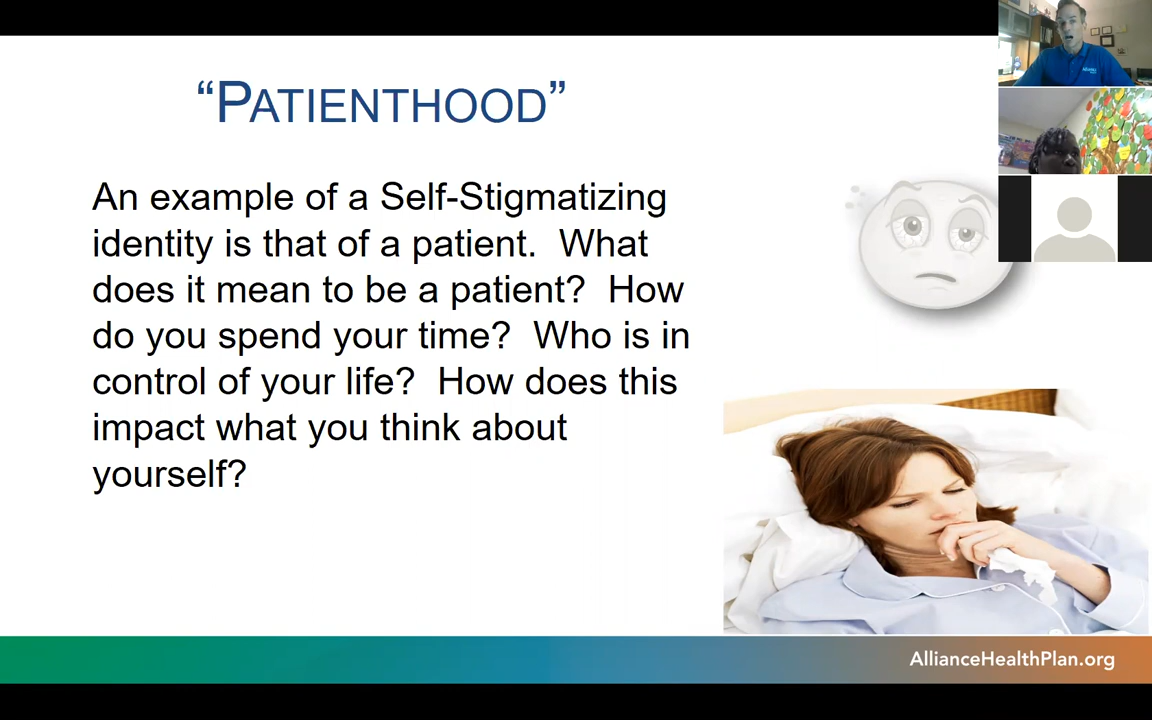 “PATIENTHOOD”
An example of a Self-Stigmatizing
identity is that of a patient.  What
does it mean to be a patient?  How
do you spend your time?  Who is in
control of your life?  How does this
impact what you think about
yourself?
AllianceHealthPlan.org